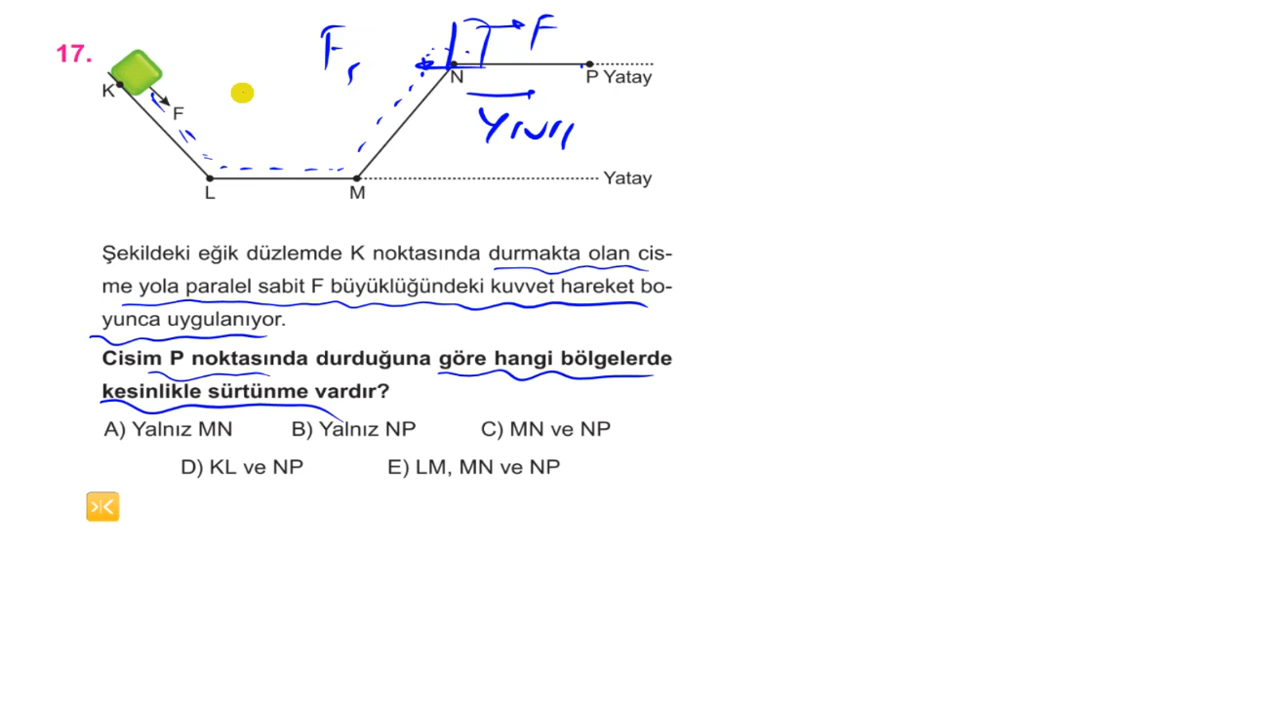 17.
F
F
s
K
F
N
P Yatay
L
M
Yatay
Şekildeki eğik düzlemde K noktasında durmakta olan cis-
me yola paralel sabit F büyüklüğündeki kuvvet hareket bo-
yunca uygulanıyor.
Cisim P noktasında durduğuna göre hangi bölgelerde
kesinlikle sürtünme vardır?
A) Yalnız MN B) Yalnız NP C) MN ve NP
D) KL ve NP E) LM, MN ve NP